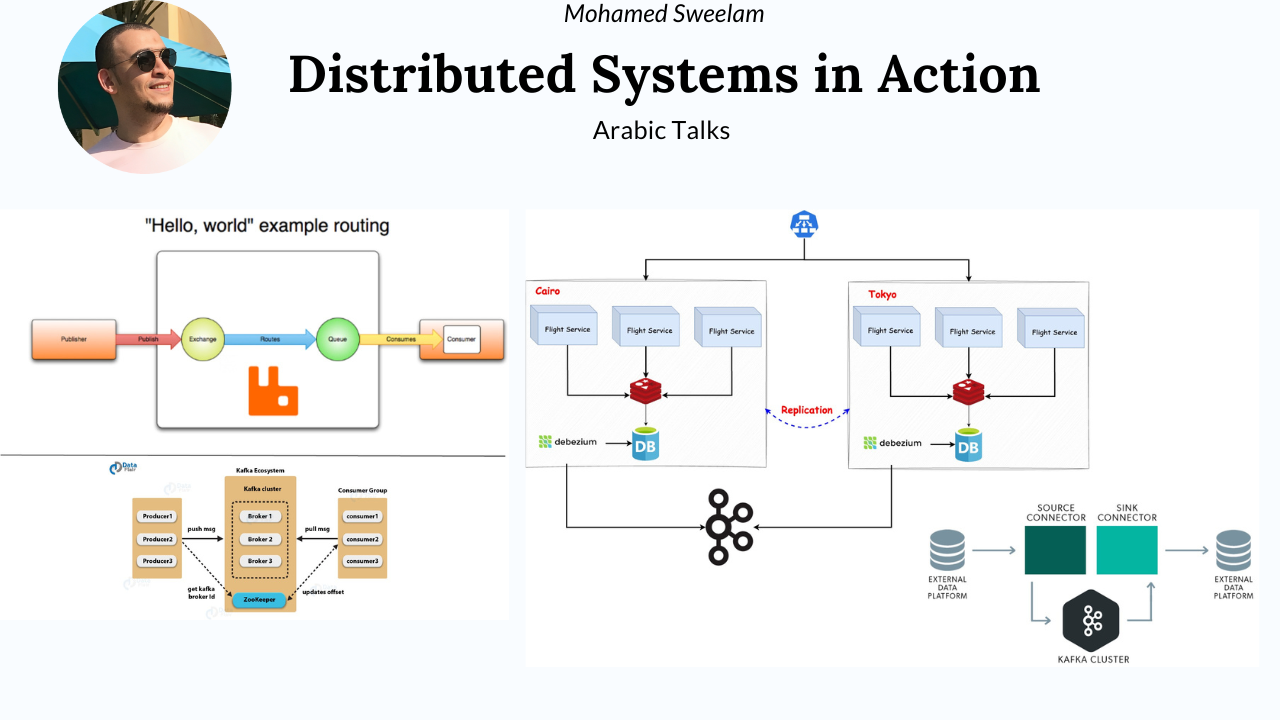 Mohamed Sweelam
Distributed Systems in Action
Arabic Talks
"Hello, world" example routing
Publisher
Publish
Exchange
Routes
Queue
Consumes
Consumer
Data
Flair
Kafka Ecosystem
Kafka cluster
Consumer Group
Producer1
Producer2
Producer3
push msg
Broker 1
Broker 2
Broker 3
pull msg
consumer1
consumer2
consumer3
get kafka
broker id
ZooKeeper
updates offset
Cairo
Flight Service
Flight Service
Flight Service
debezium
DB
Replication
Tokyo
Flight Service
Flight Service
Flight Service
debezium
DB
SOURCE
CONNECTOR
SINK
CONNECTOR
EXTERNAL
DATA
PLATFORM
EXTERNAL
DATA
PLATFORM
KAFKA CLUSTER